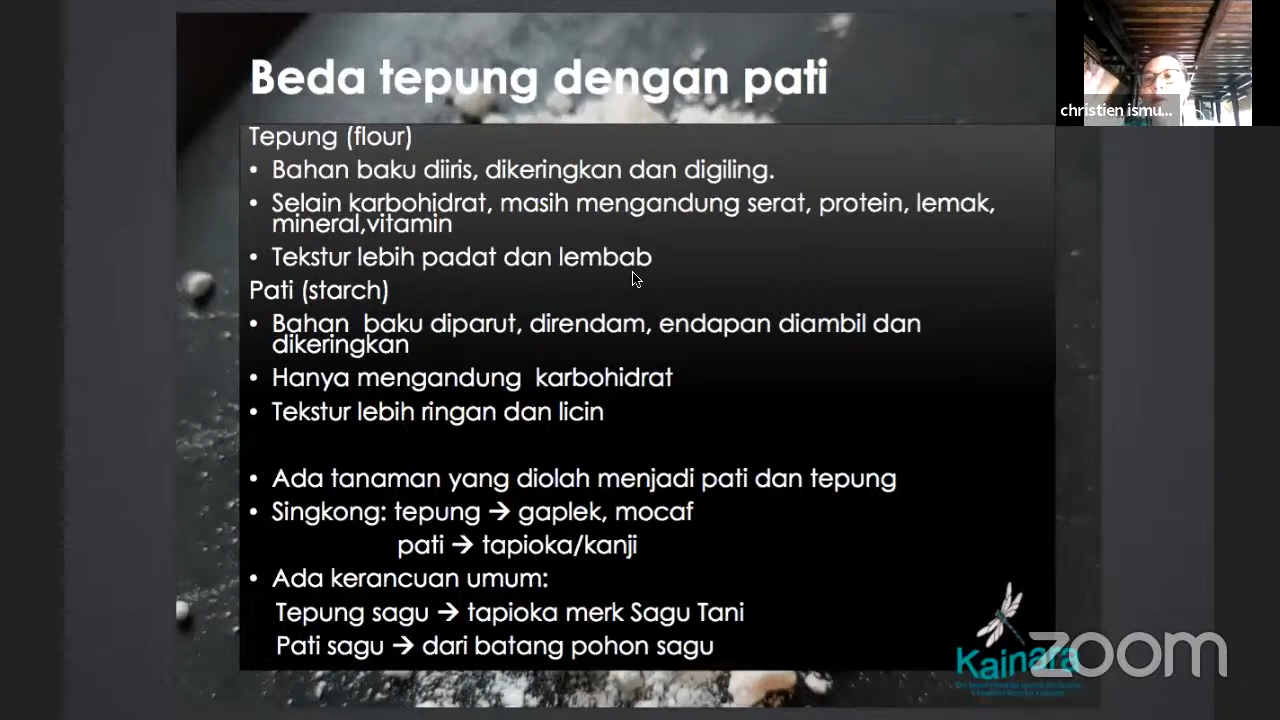 Beda tepung dengan pati
christien ismu...
Tepung (flour)
• Bahan baku diiris, dikeringkan dan digiling.
• Selain karbohidrat, masih mengandung serat, protein, lemak,
mineral,vitamin
• Tekstur lebih padat dan lembab
Pati (starch)
• Bahan baku diparut, direndam, endapan diambil dan
dikeringkan
• Hanya mengandung karbohidrat
• Tekstur lebih ringan dan licin
• Ada tanaman yang diolah menjadi pati dan tepung
• Singkong: tepung → gaplek, mocaf
pati → tapioka/kanji
• Ada kerancuan umum:
Tepung sagu → tapioka merk Sagu Tani
Pati sagu → dari batang pohon sagu
Kainara
zoom